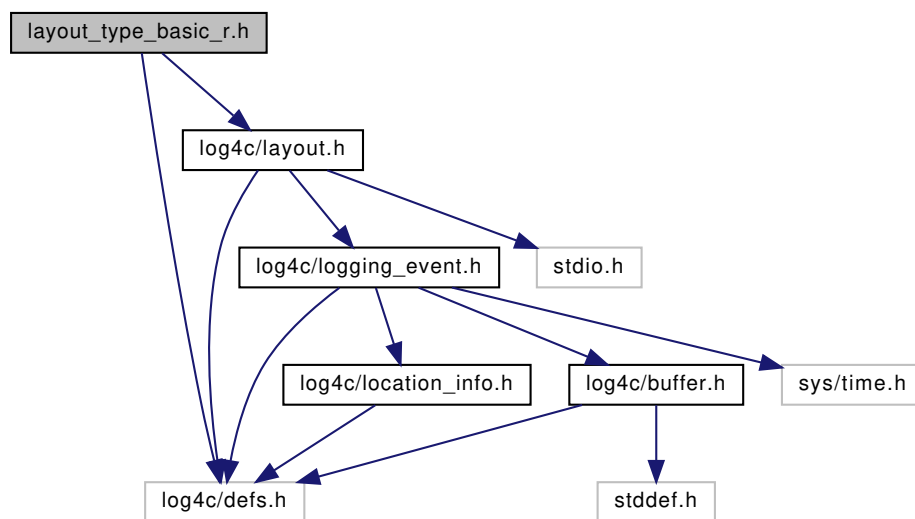 layout_type_basic_r.h
log4c/layout.h
log4c/logging_event.h
stdio.h
log4c/location_info.h
log4c/buffer.h
sys/time.h
log4c/defs.h
stddef.h